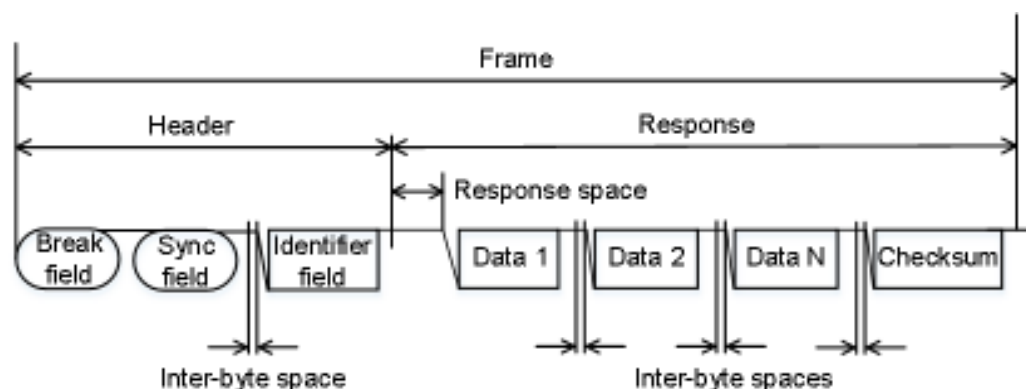 Frame
Header
Response
Response space
Break
field
Sync
field
Identifier
field
Data 1
Data 2
Data N
Checksum
Inter-byte space
Inter-byte spaces